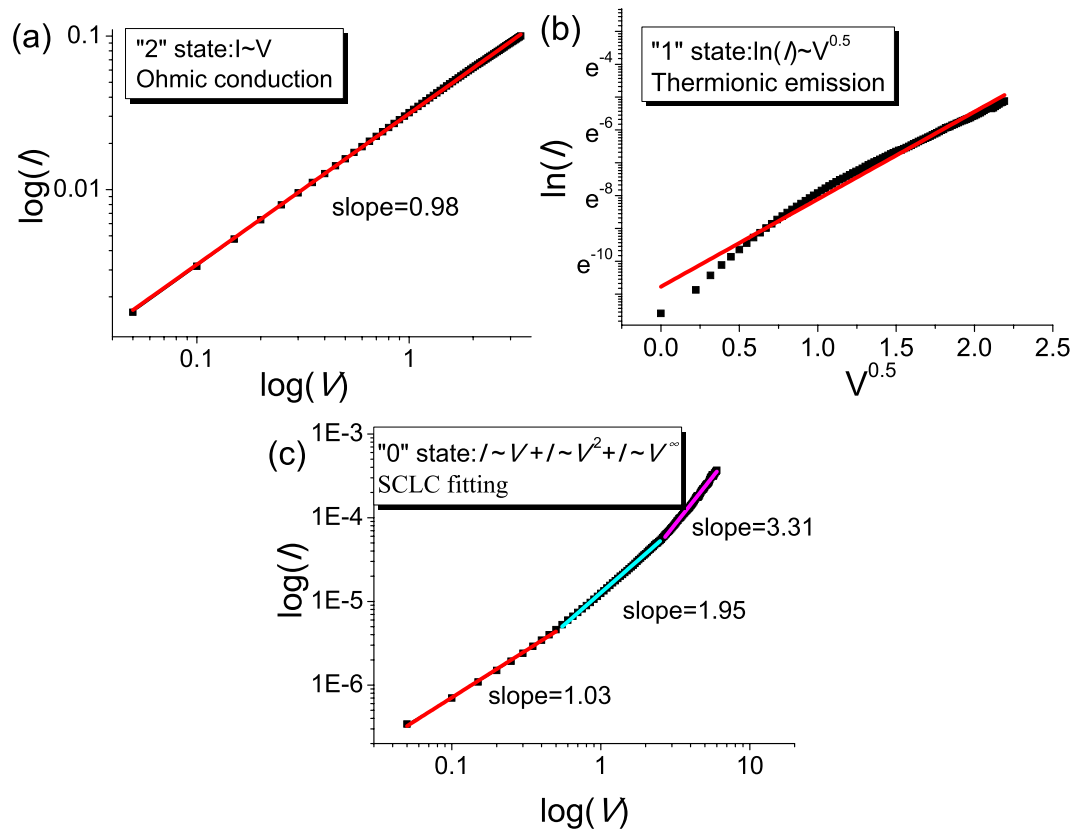 (a)
"2" state:I~V
Ohmic conduction
0.1
0.01
log(I)
slope=0.98
0.1 1
log(V)
(b)
"1" state:ln(I)~V^0.5
Thermionic emission
e^-4
e^-6
e^-8
e^-10
ln(I)
0.0 0.5 1.0 1.5 2.0 2.5
V^0.5
(c)
"0" state:I~V+I~V^2+I~V^∞
SCLC fitting
1E-3
1E-4
1E-5
1E-6
log(I)
slope=3.31
slope=1.95
slope=1.03
0.1 1 10
log(V)